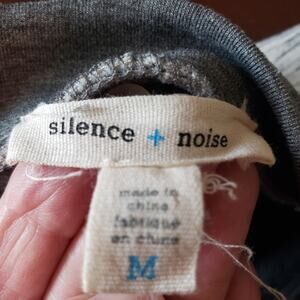 silence + noise
made in
china
fabriqué
en chine
M